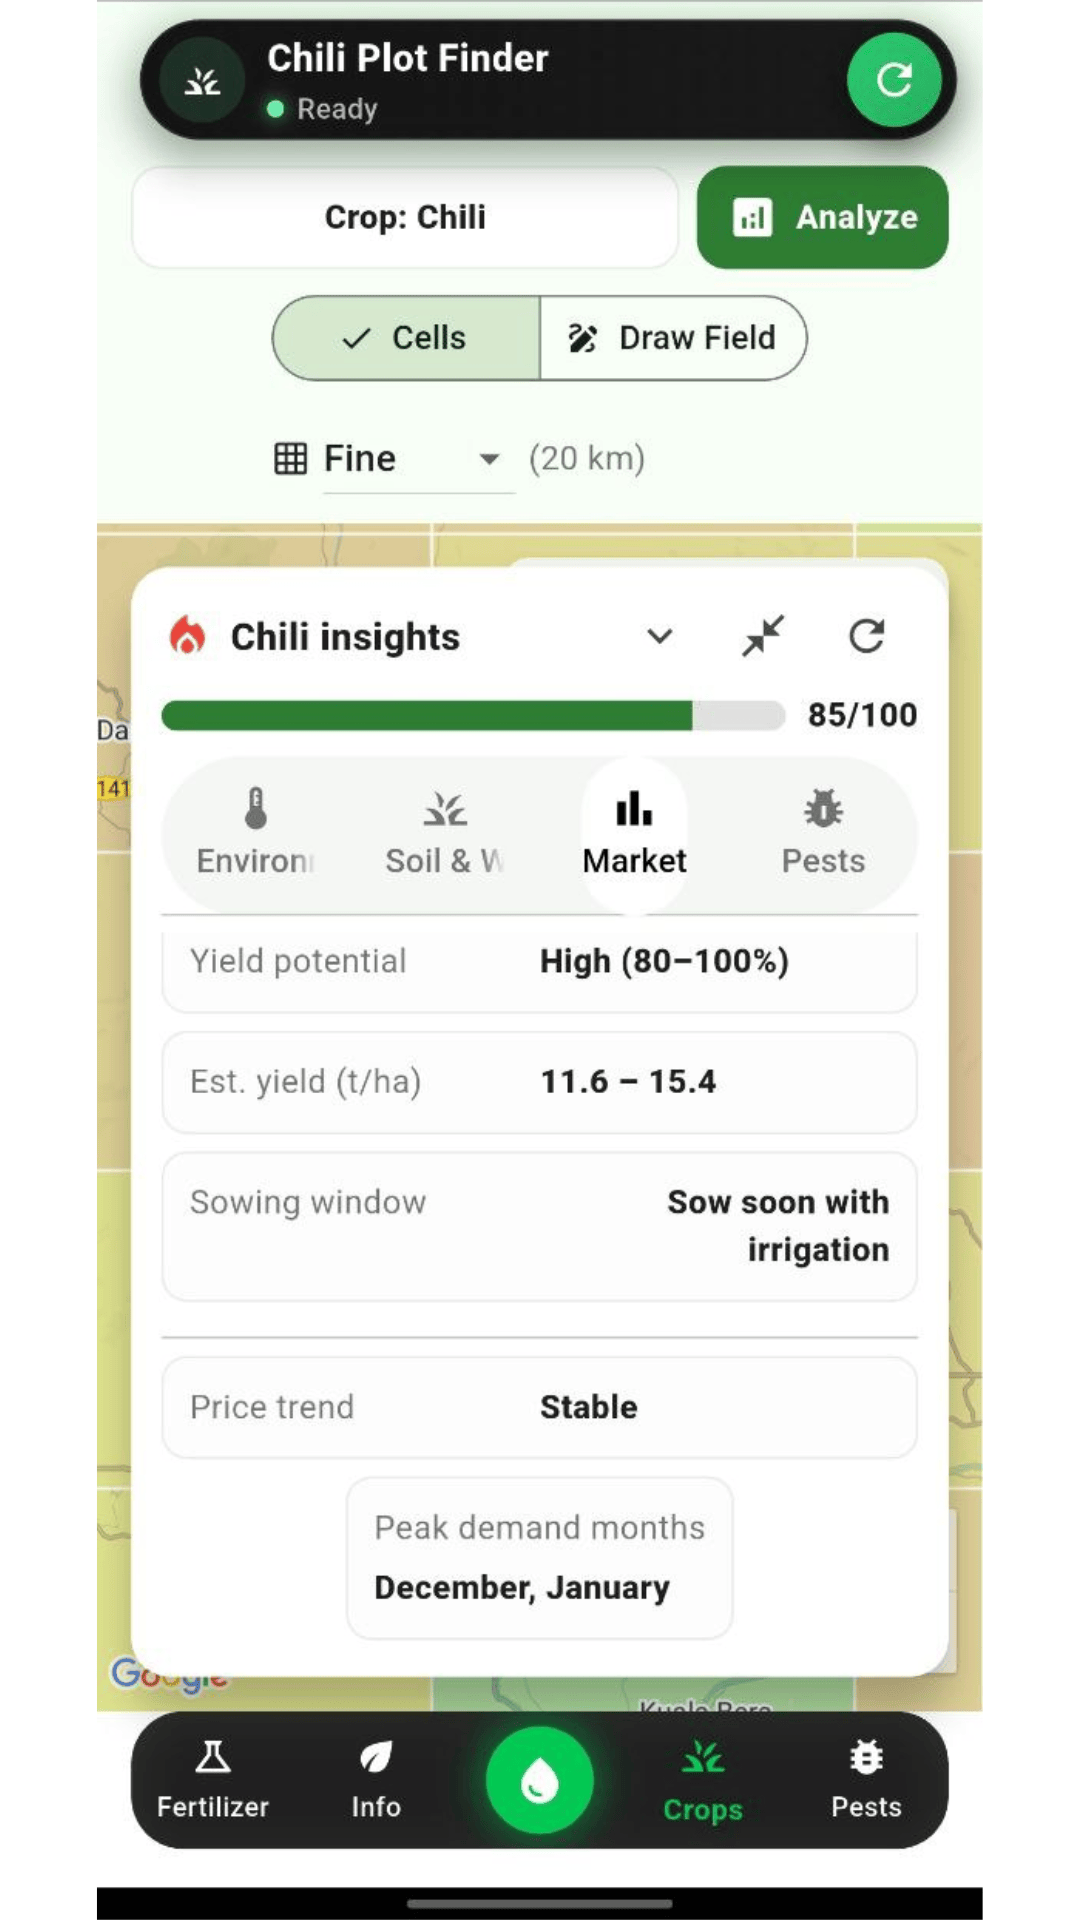 Chili Plot Finder
Ready
Crop: Chili
Analyze
Cells
Draw Field
Fine
(20 km)
Chili insights
85/100
Da
141
Environ
Soil & W
Market
Pests
Yield potential
High (80–100%)
Est. yield (t/ha)
11.6 – 15.4
Sowing window
Sow soon with
irrigation
Price trend
Stable
Peak demand months
December, January
Google
Fertilizer
Info
Crops
Pests